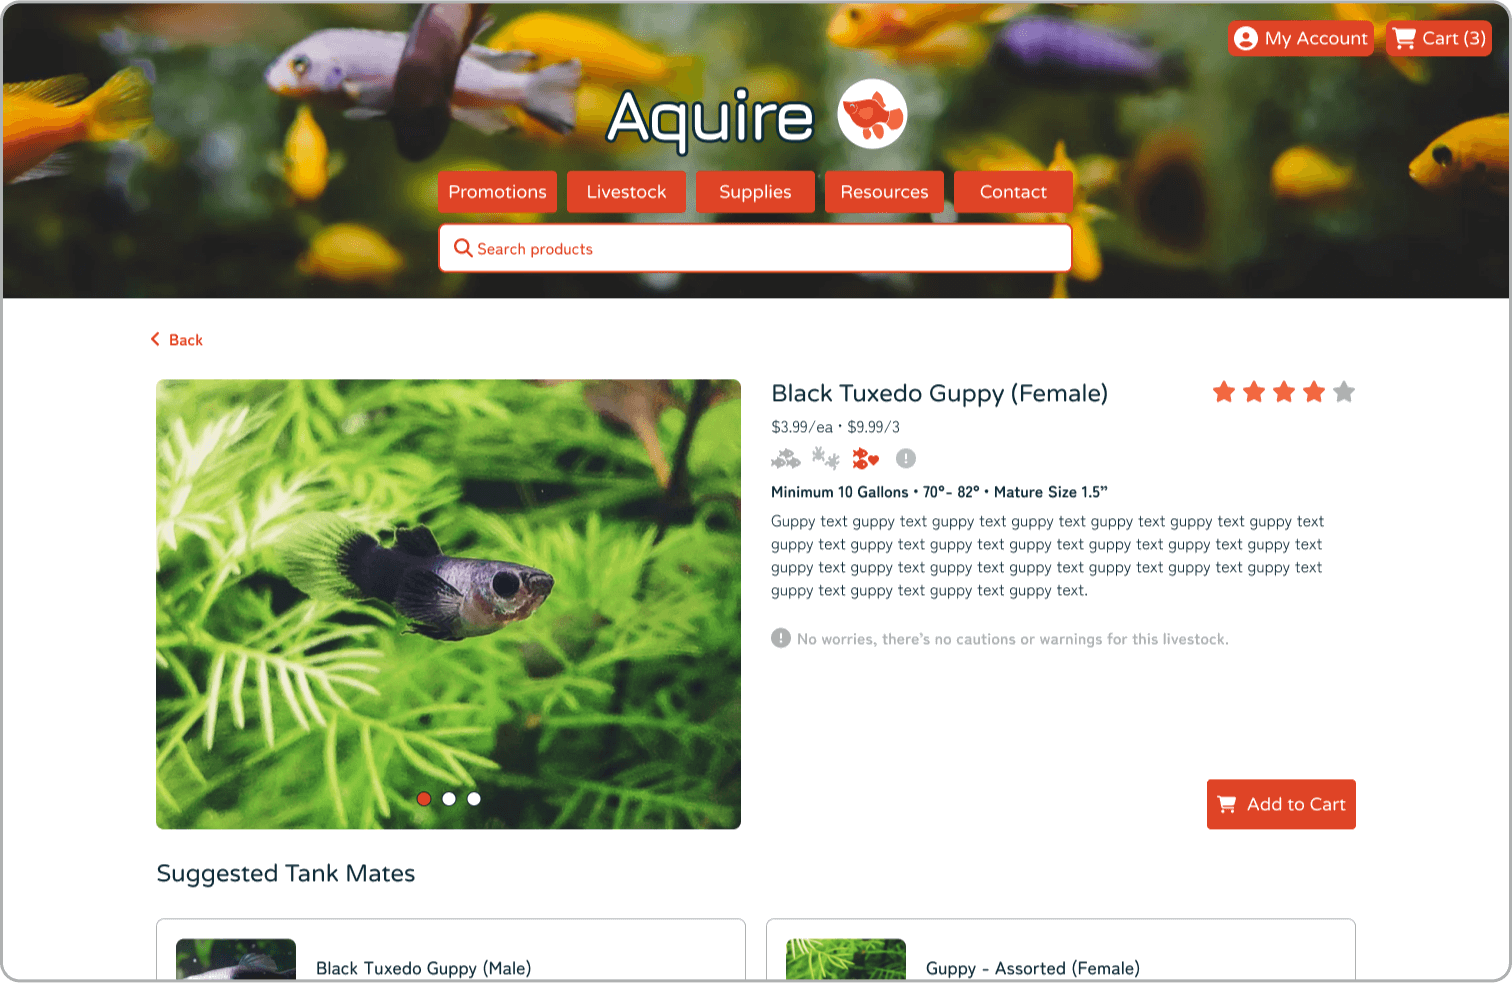 My Account
Cart (3)
Aquire
Promotions
Livestock
Supplies
Resources
Contact
Search products
Back
Black Tuxedo Guppy (Female)
$3.99/ea • $9.99/3
Minimum 10 Gallons • 70°- 82° • Mature Size 1.5”
Guppy text guppy text guppy text guppy text guppy text guppy text guppy text
guppy text guppy text guppy text guppy text guppy text guppy text guppy text
guppy text guppy text guppy text guppy text guppy text guppy text guppy text
guppy text guppy text guppy text guppy text.
No worries, there’s no cautions or warnings for this livestock.
Add to Cart
Suggested Tank Mates
Black Tuxedo Guppy (Male)
Guppy - Assorted (Female)